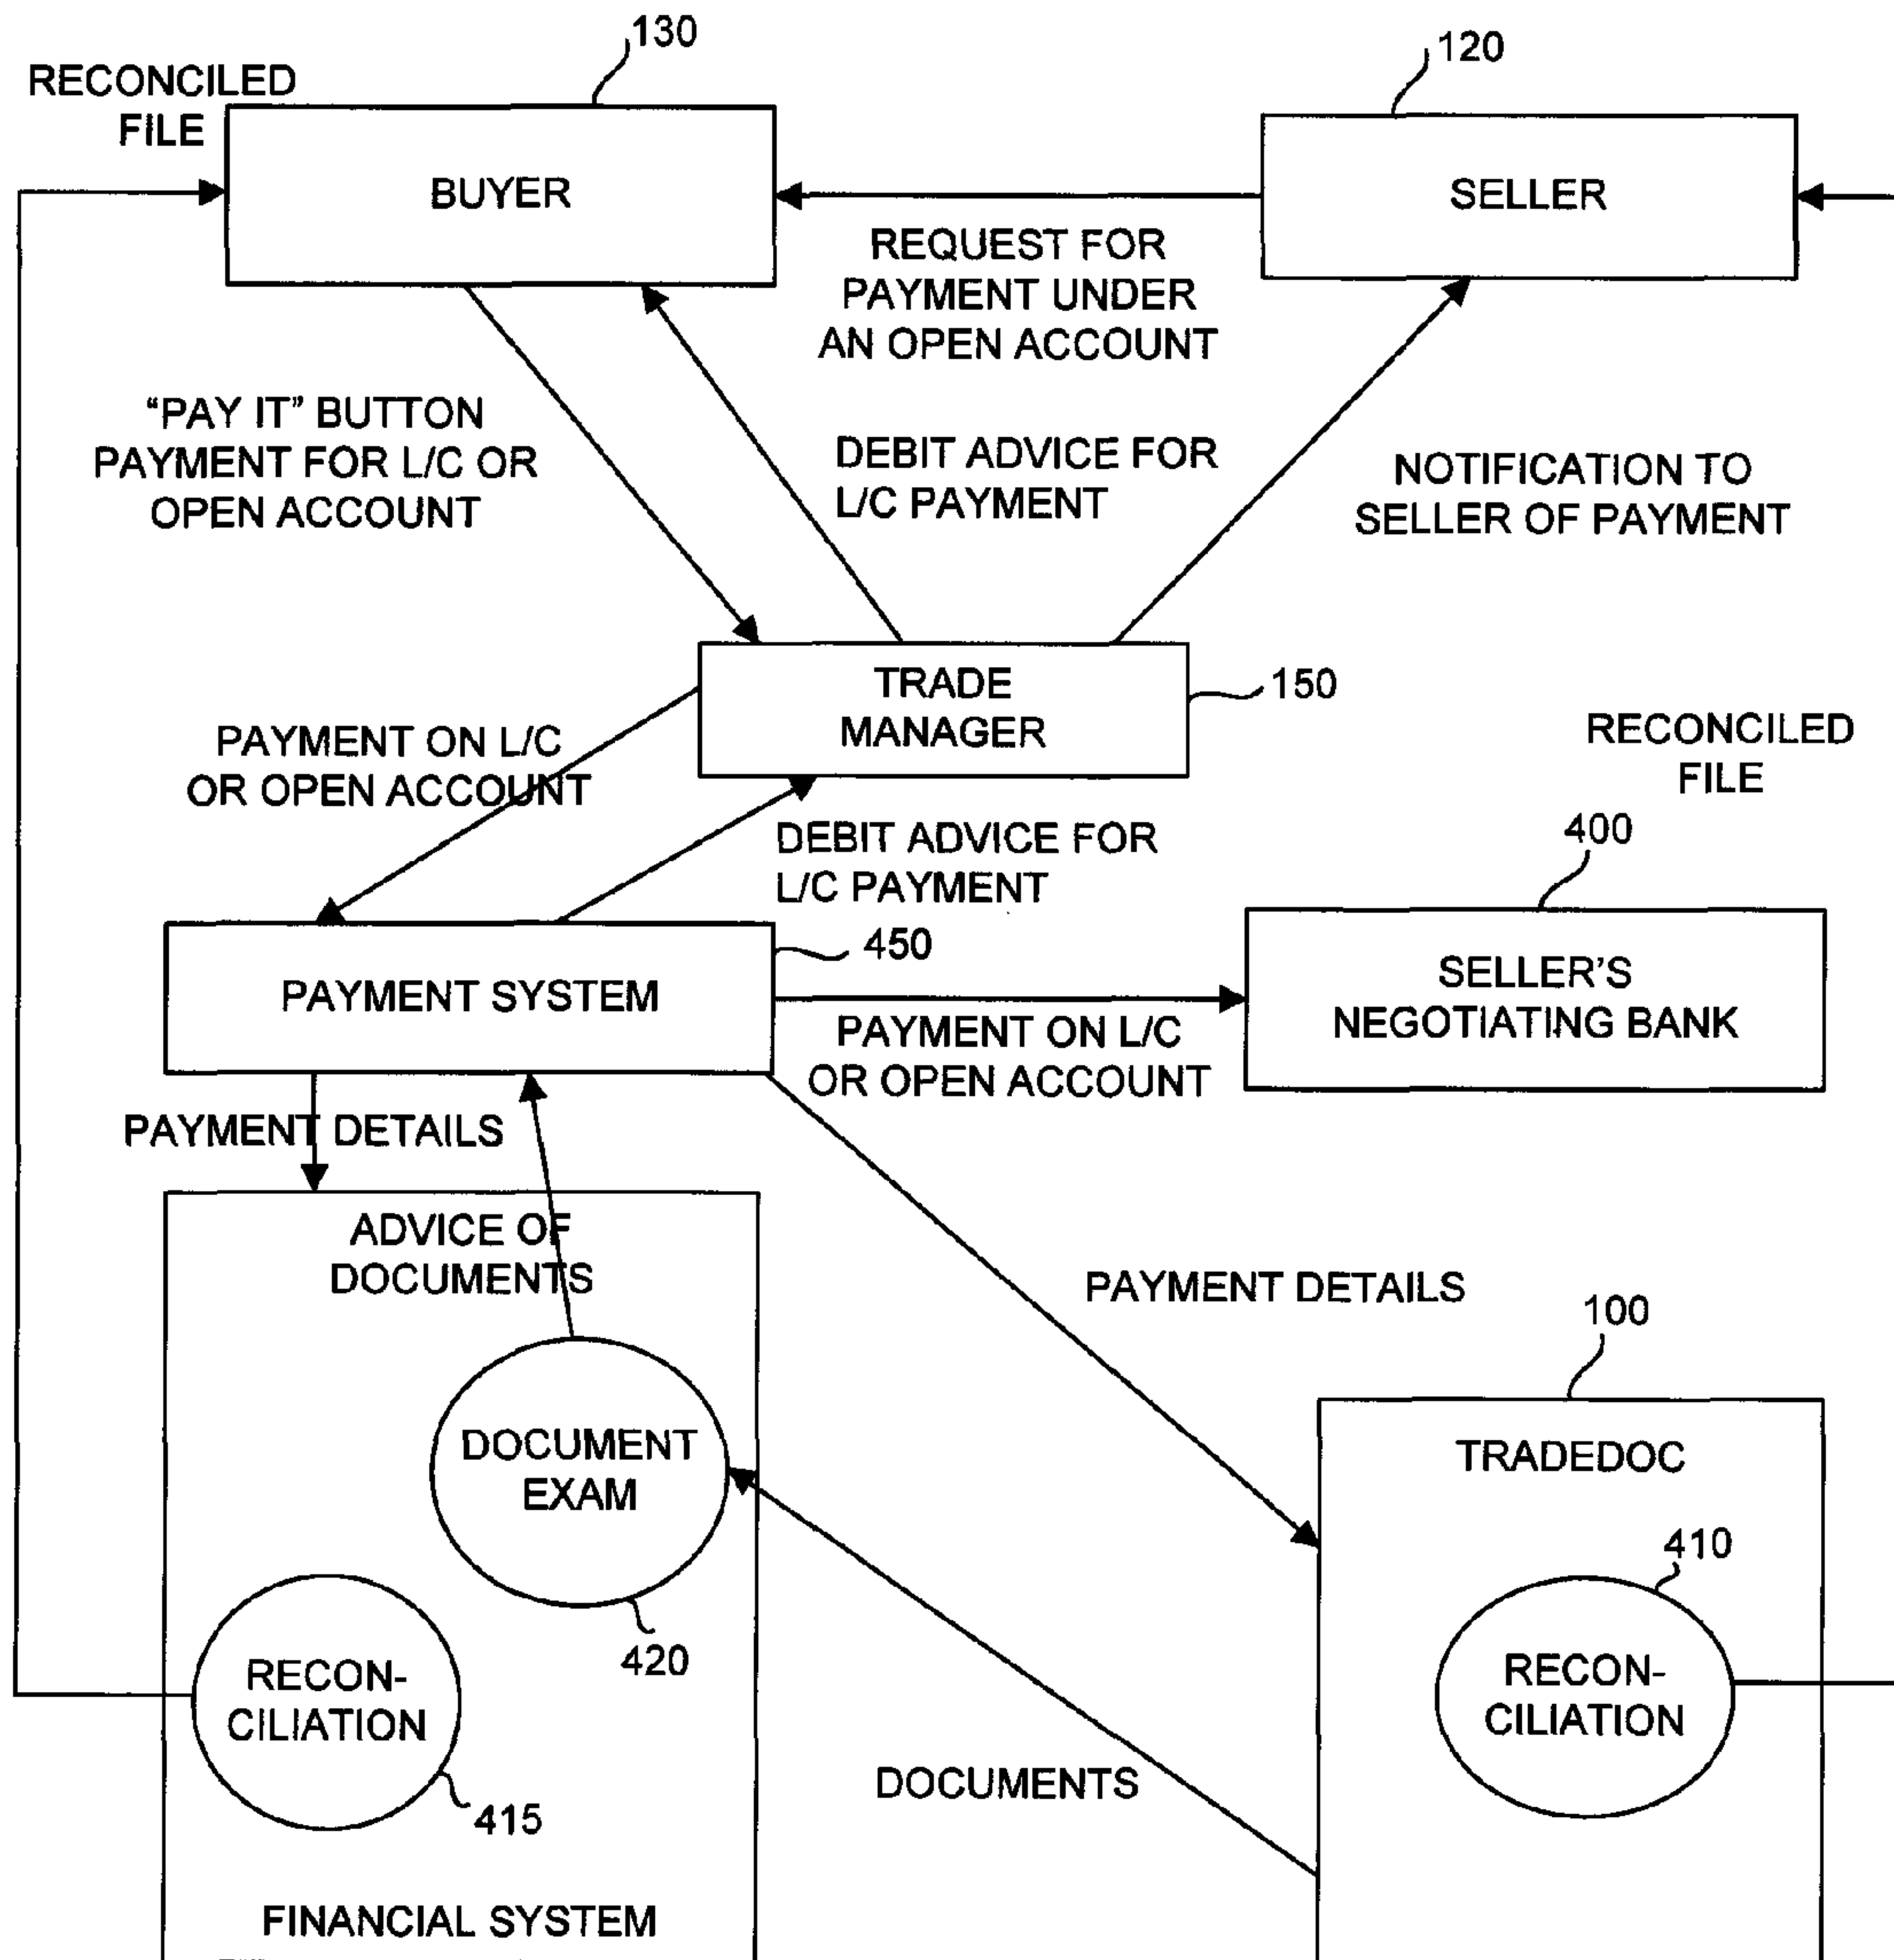 130
120
RECONCILED
FILE
BUYER
SELLER
REQUEST FOR
PAYMENT UNDER
AN OPEN ACCOUNT
“PAY IT” BUTTON
PAYMENT FOR L/C OR
OPEN ACCOUNT
DEBIT ADVICE FOR
L/C PAYMENT
NOTIFICATION TO
SELLER OF PAYMENT
TRADE
MANAGER
150
PAYMENT ON L/C
OR OPEN ACCOUNT
RECONCILED
FILE
DEBIT ADVICE FOR
L/C PAYMENT
400
450
PAYMENT SYSTEM
SELLER'S
NEGOTIATING BANK
PAYMENT ON L/C
OR OPEN ACCOUNT
PAYMENT DETAILS
ADVICE OF
DOCUMENTS
PAYMENT DETAILS
100
TRADEDOC
DOCUMENT
EXAM
410
420
RECON-
CILIATION
RECON-
CILIATION
415
DOCUMENTS
FINANCIAL SYSTEM